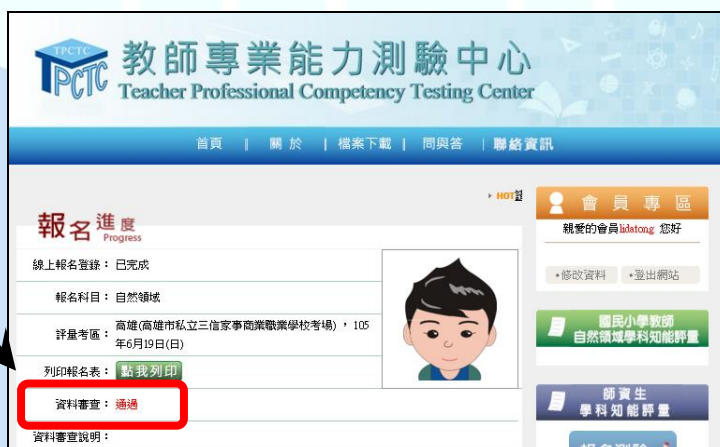 TPCTC
PCTC
教師專業能力測驗中心
Teacher Professional Competency Testing Center
首頁 | 關於 | 檔案下載 | 問與答 | 聯絡資訊
HOT
報名進度
Progress
線上報名登錄： 已完成
報名科目： 自然領域
評量考區： 高雄(高雄市私立三信家事商業職業學校考場) ， 105
年6月19日(日)
列印報名表： 點我列印
資料審查： 通過
資料審查說明：
會員專區
親愛的會員lidatong 您好
•修改資料 •登出網站
國民小學教師
自然領域學科知能評量
師資生
學科知能評量
報名測驗